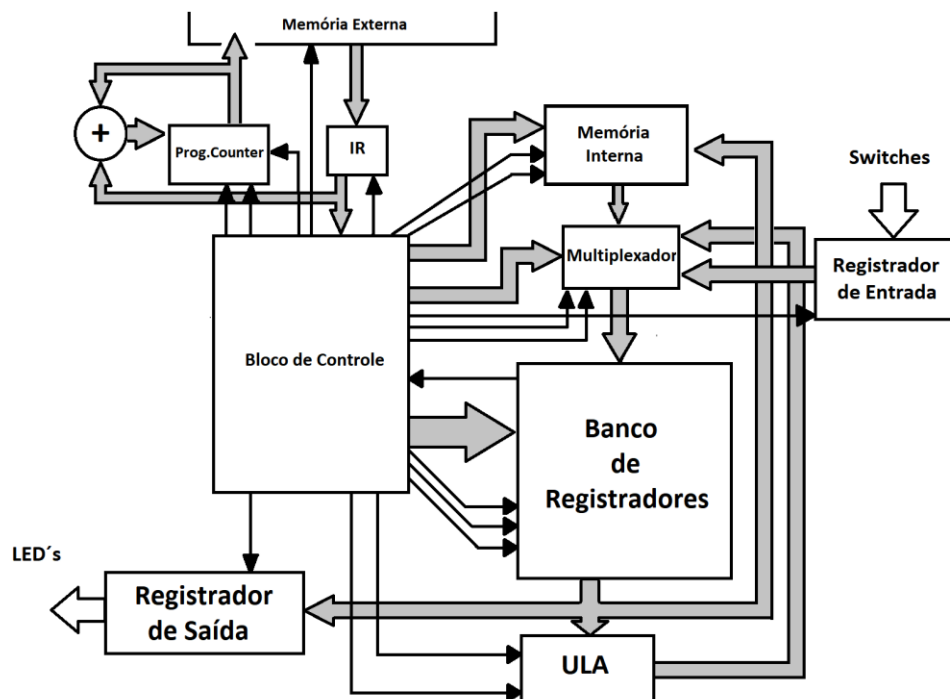 Memória Externa
+
Prog.Counter
IR
Memória
Interna
Switches
Multiplexador
Registrador
de Entrada
Bloco de Controle
Banco
de
Registradores
LED´s
Registrador
de Saída
ULA